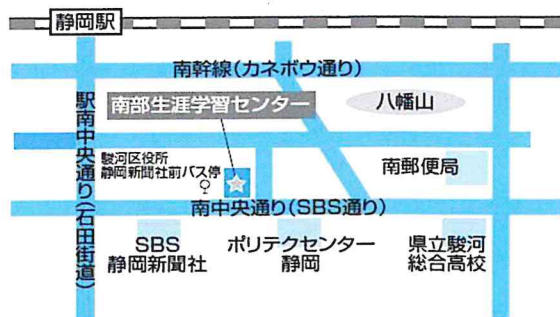 静岡駅
南幹線(カネボウ通り)
南部生涯学習センター
八幡山
駅南中央通り(石田街道)
駿河区役所
静岡新聞社前バス停
南郵便局
南中央通り(SBS通り)
SBS
静岡新聞社
ポリテクセンター
静岡
県立駿河
総合高校